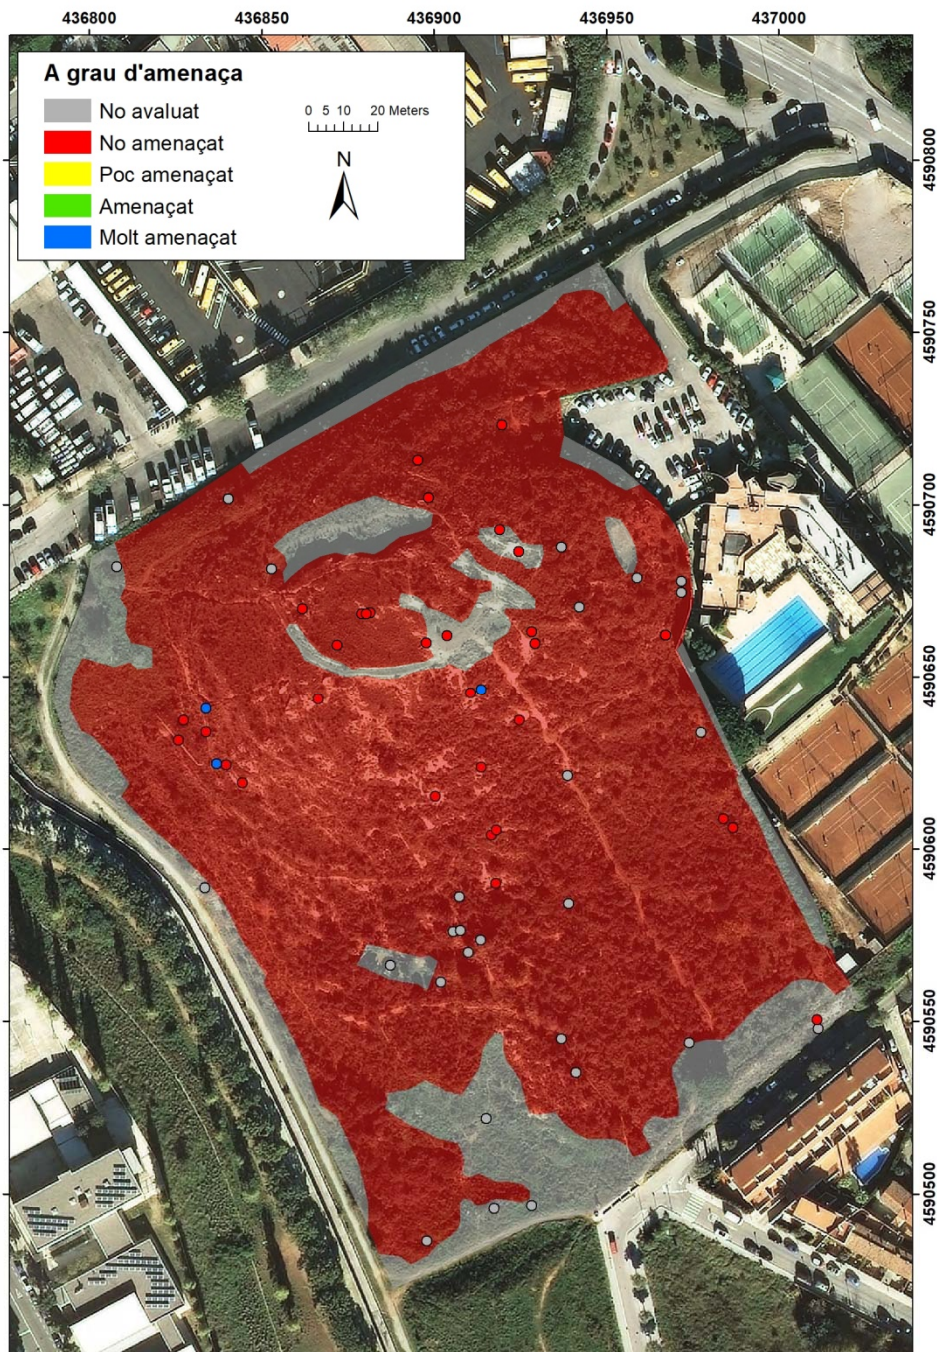 436800 436850 436900 436950 437000
A grau d'amenaça
No avaluat
No amenaçat
Poc amenaçat
Amenaçat
Molt amenaçat
0 5 10 20 Meters
N
4590800
4590750
4590700
4590650
4590600
4590550
4590500